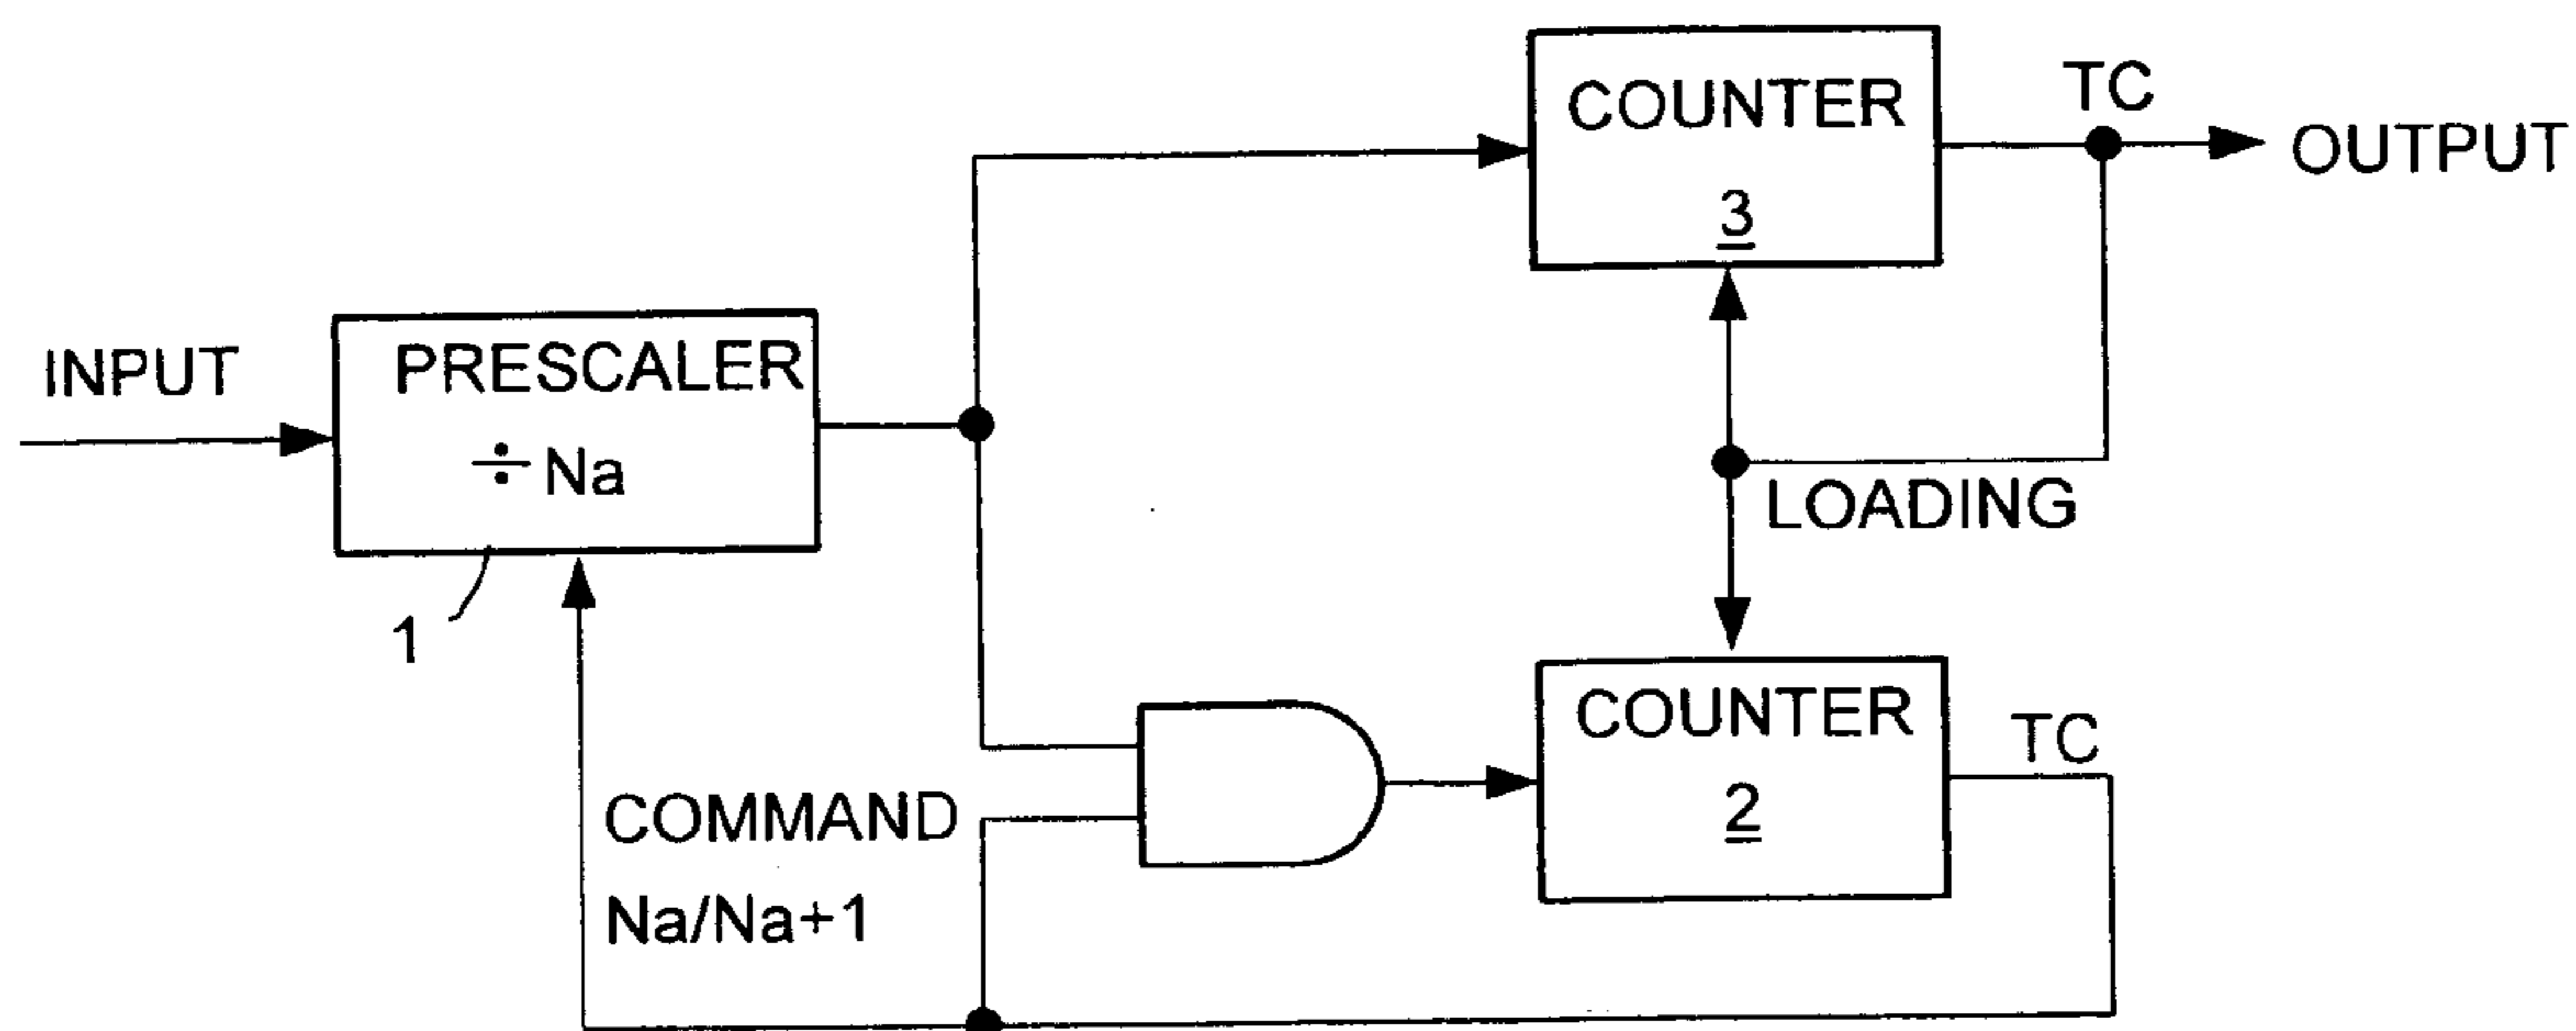 COUNTER
3
TC
OUTPUT
INPUT
PRESCALER
÷ Na
1
LOADING
COUNTER
2
TC
COMMAND
Na/Na+1